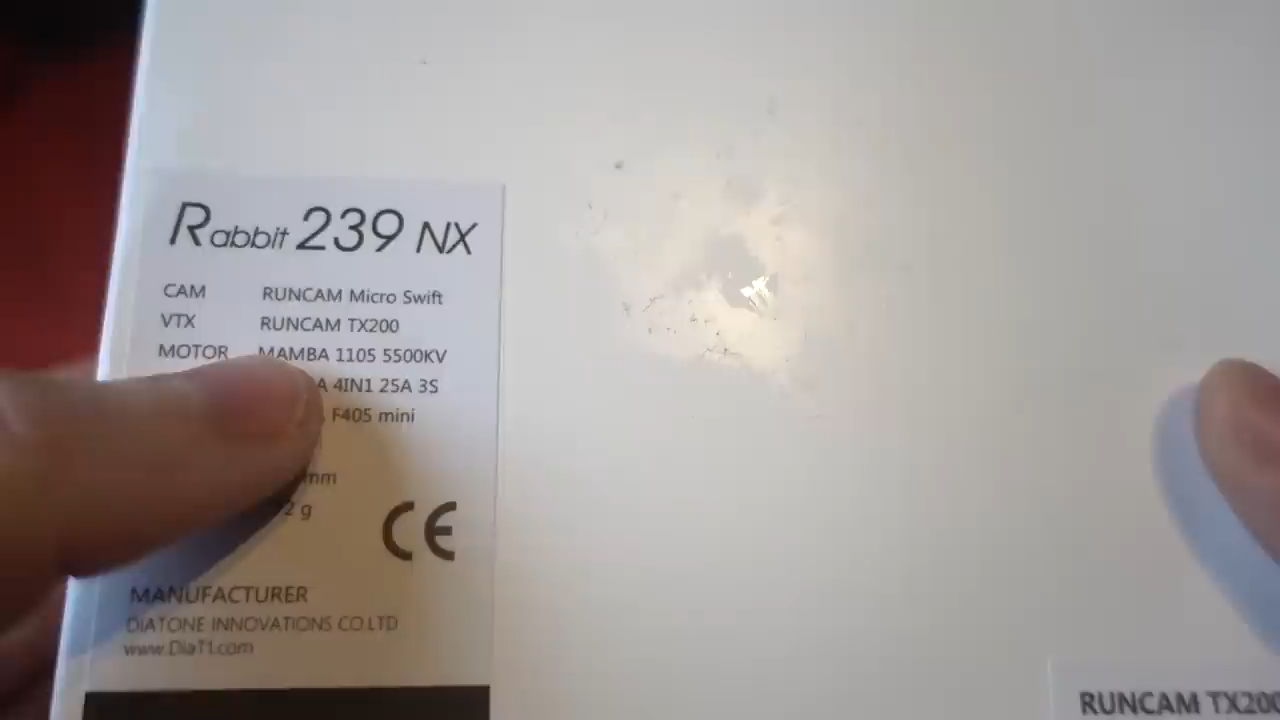 Rabbit 239 NX
CAM RUNCAM Micro Swift
VTX RUNCAM TX200
MOTOR MAMBA 1105 5500KV
4IN1 25A 3S
F405 mini
mm
g
CE
MANUFACTURER
DIATONE INNOVATIONS CO.LTD
www.DiaT1.com
RUNCAM TX200